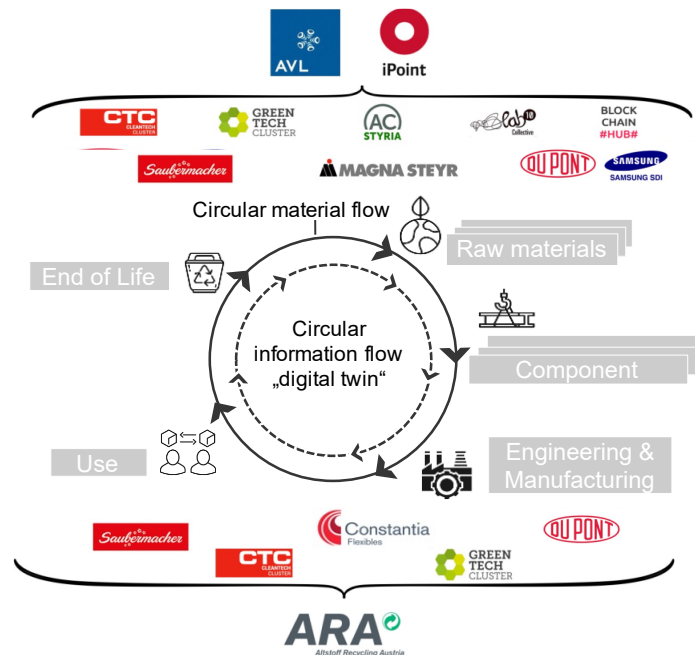 AVL
iPoint
CTC
CLEANTECH
CLUSTER
GREEN
TECH
CLUSTER
AC
STYRIA
lab10
Collective
BLOCK
CHAIN
#HUB#
Saubermacher
MAGNA STEYR
DU PONT
SAMSUNG
SAMSUNG SDI
Circular material flow
Raw materials
End of Life
Circular
information flow
„digital twin“
Component
Use
Engineering &
Manufacturing
Saubermacher
CTC
CLEANTECH
CLUSTER
Constantia
Flexibles
GREEN
TECH
CLUSTER
DU PONT
ARA
Altstoff Recycling Austria